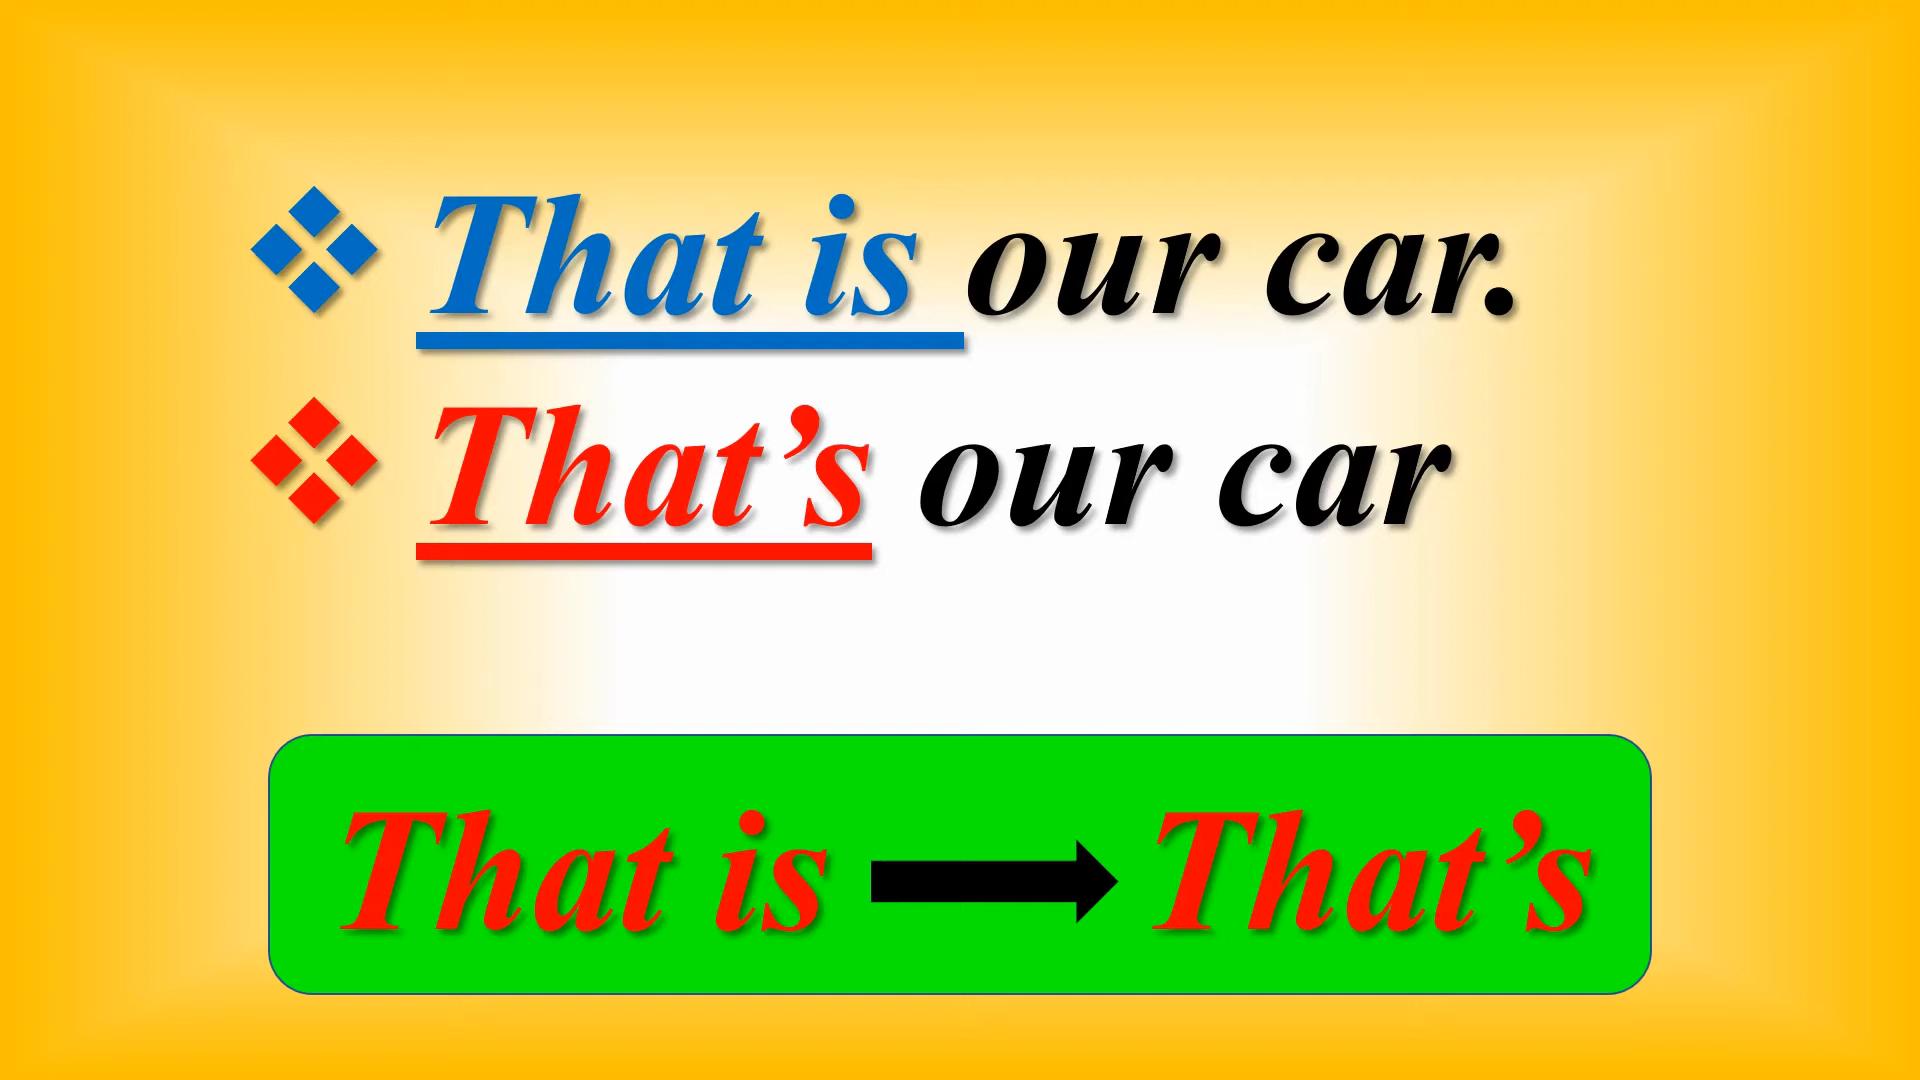 ❖ That is our car.
❖ That’s our car
That is → That’s